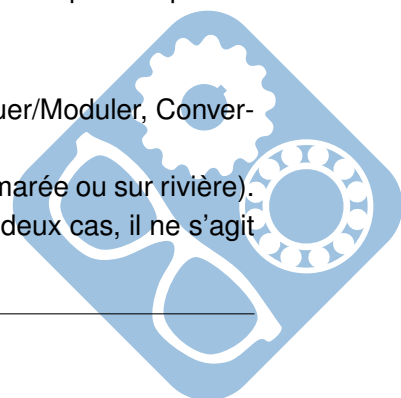 uer/Moduler, Conver-
marée ou sur rivière).
deux cas, il ne s'agit